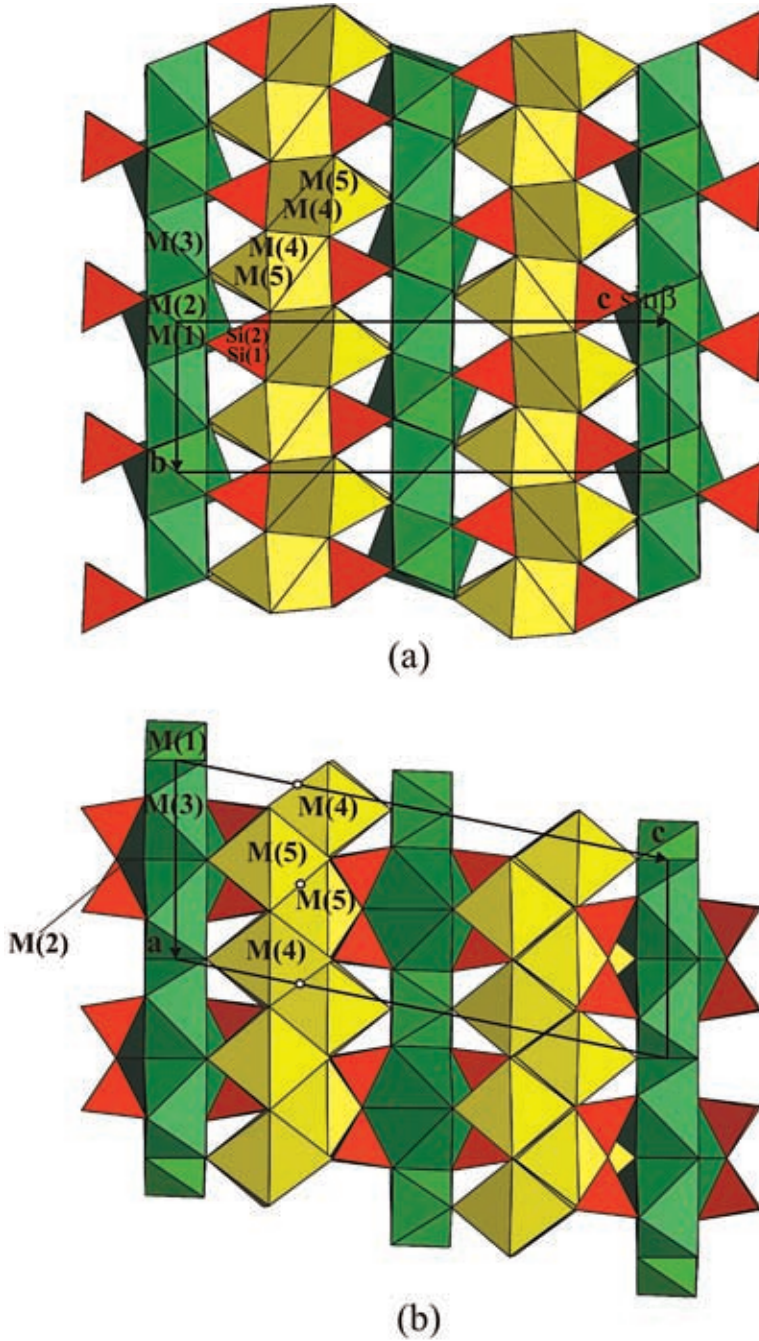 M(5)
M(4)
M(3)
M(4)
M(5)
M(2)
c sinβ
M(1)
Si(2)
Si(1)
b
(a)
M(1)
M(3)
M(4)
c
M(5)
M(5)
M(2)
a
M(4)
(b)